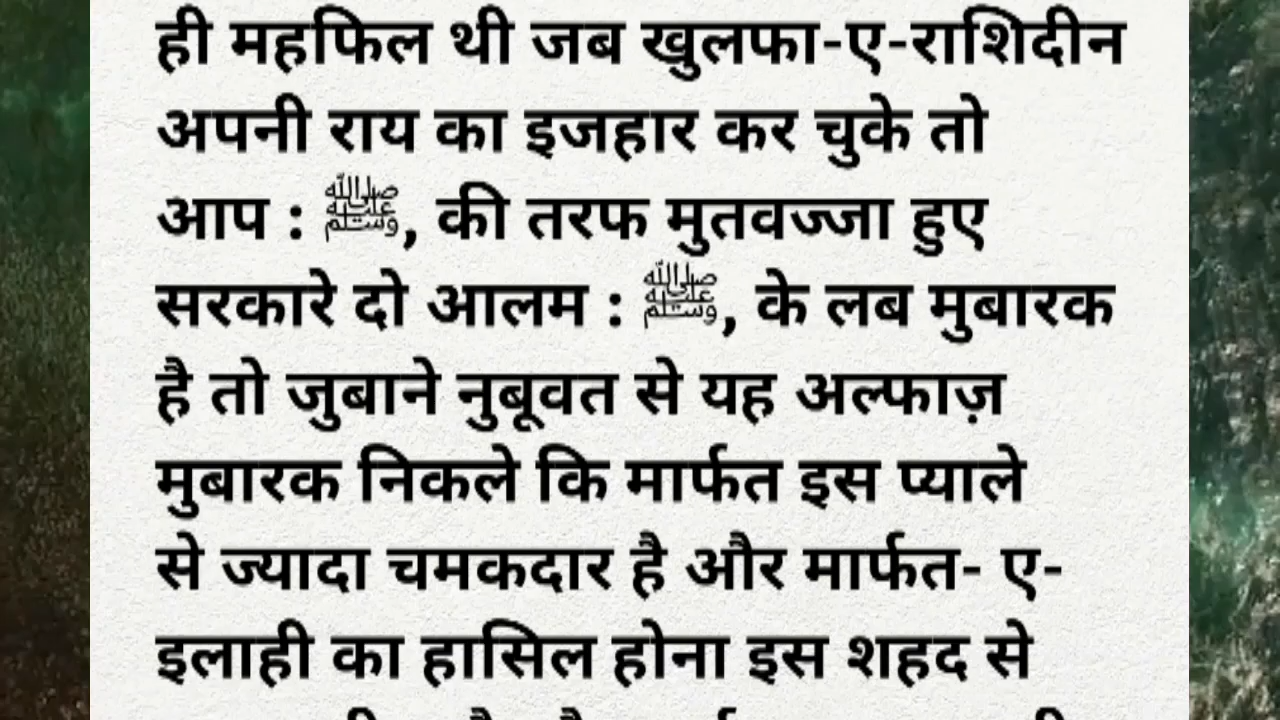 ही महफिल थी जब खुलफा-ए-राशिदीन
अपनी राय का इजहार कर चुके तो
आप : ﷺ, की तरफ मुतवज्जा हुए
सरकारे दो आलम : ﷺ, के लब मुबारक
है तो जुबाने नुबूवत से यह अल्फाज़
मुबारक निकले कि मार्फत इस प्याले
से ज्यादा चमकदार है और मार्फत- ए-
इलाही का हासिल होना इस शहद से